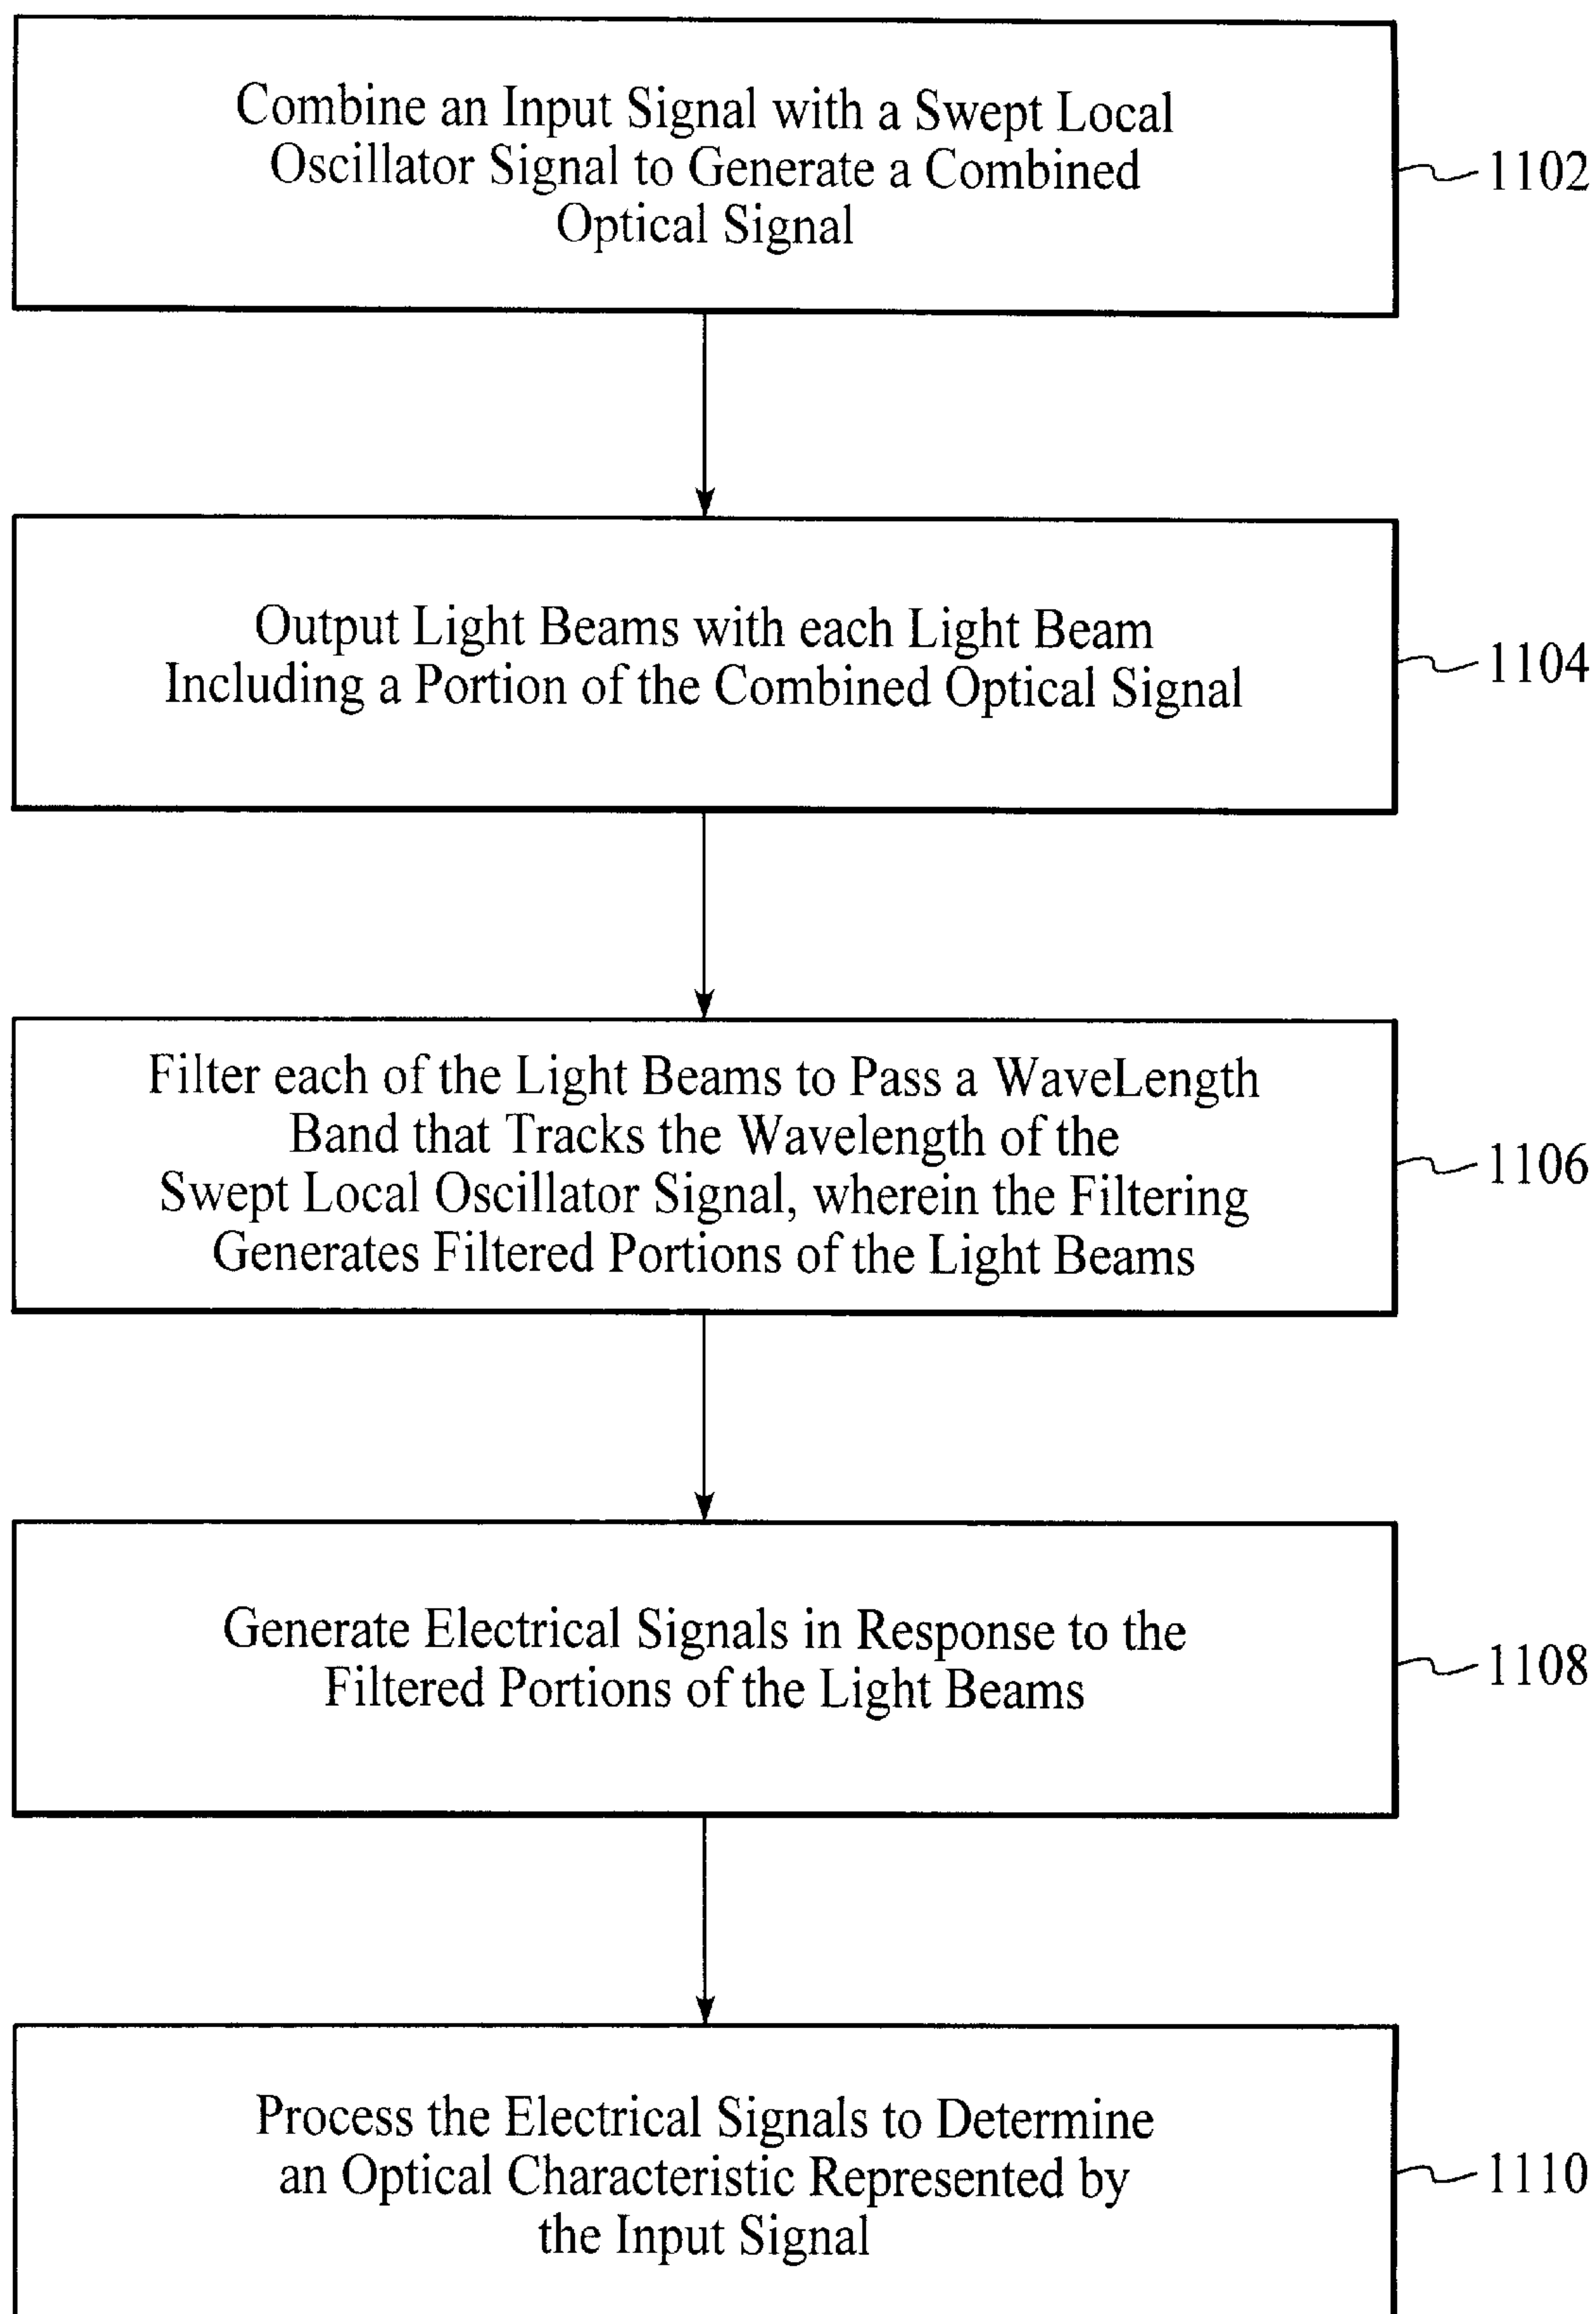 Combine an Input Signal with a Swept Local
Oscillator Signal to Generate a Combined
Optical Signal
1102
Output Light Beams with each Light Beam
Including a Portion of the Combined Optical Signal
1104
Filter each of the Light Beams to Pass a WaveLength
Band that Tracks the Wavelength of the
Swept Local Oscillator Signal, wherein the Filtering
Generates Filtered Portions of the Light Beams
1106
Generate Electrical Signals in Response to the
Filtered Portions of the Light Beams
1108
Process the Electrical Signals to Determine
an Optical Characteristic Represented by
the Input Signal
1110